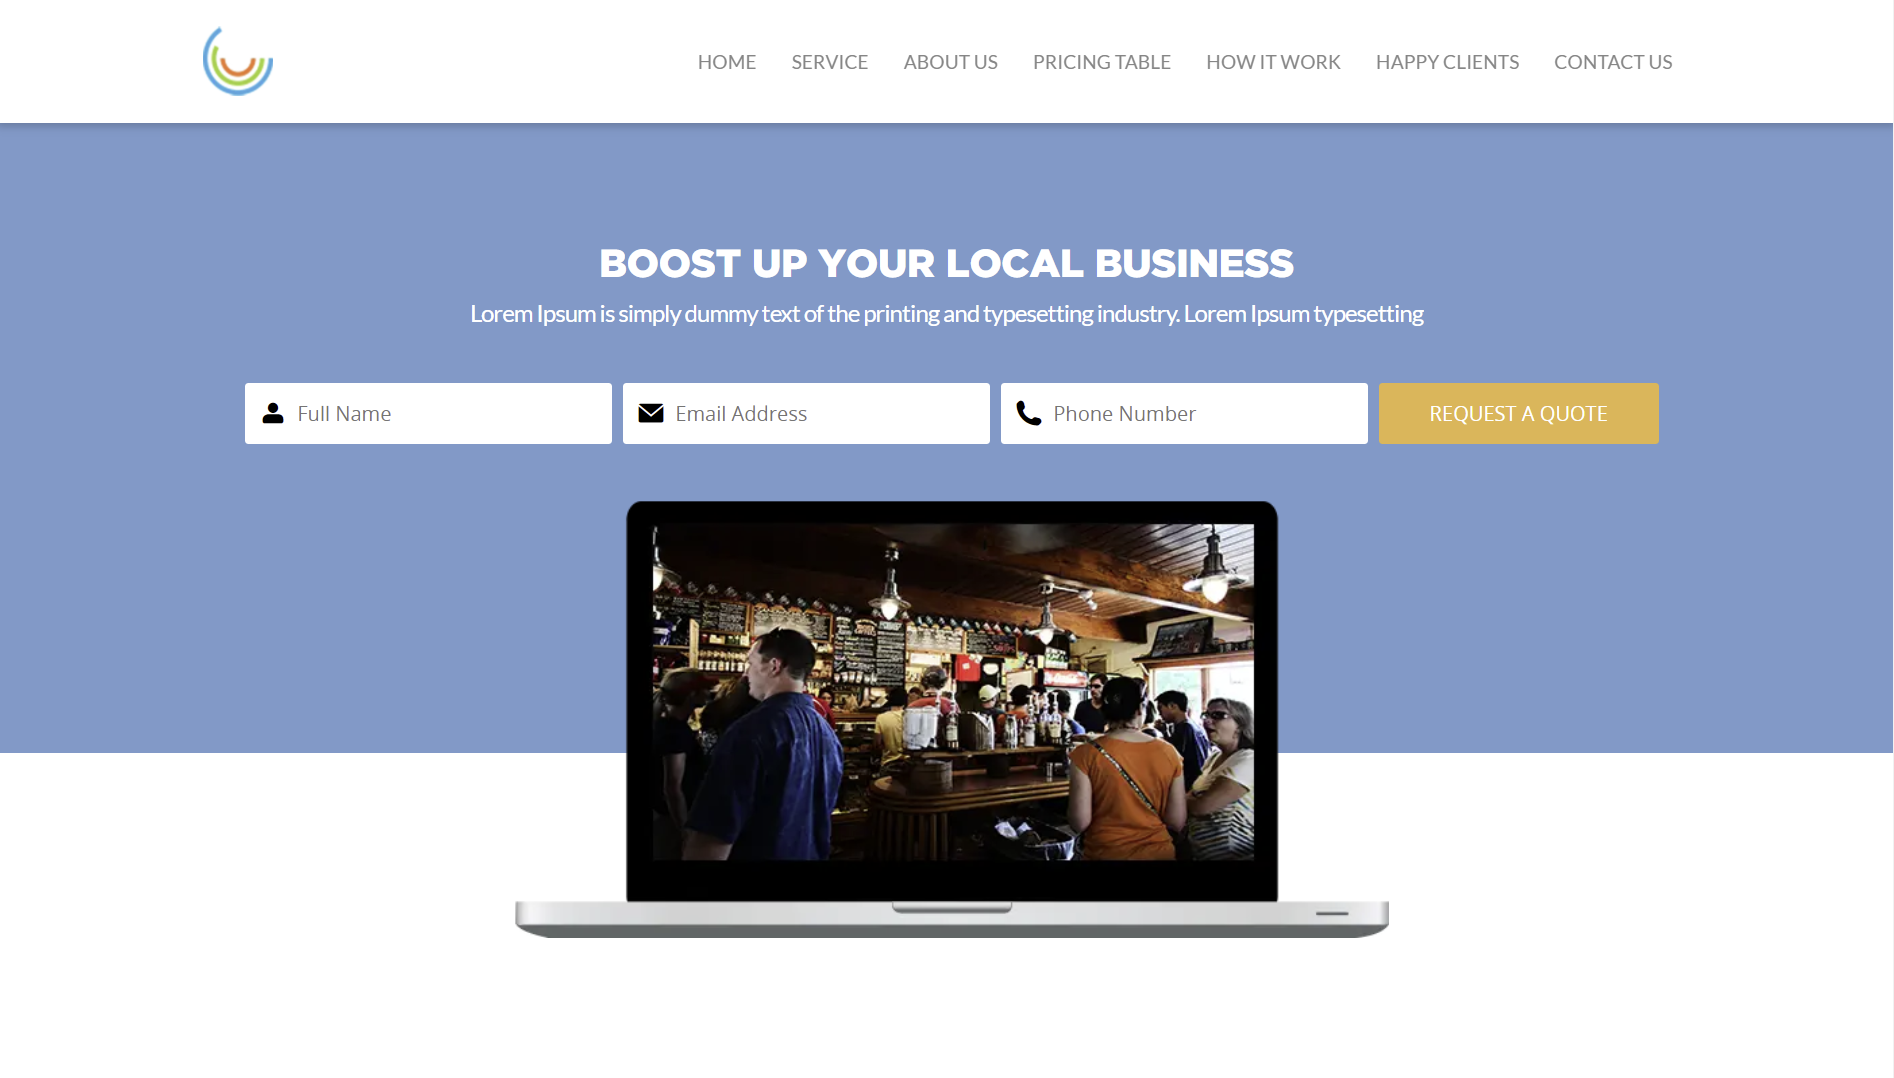 HOME SERVICE ABOUT US PRICING TABLE HOW IT WORK HAPPY CLIENTS CONTACT US
BOOST UP YOUR LOCAL BUSINESS
Lorem Ipsum is simply dummy text of the printing and typesetting industry. Lorem Ipsum typesetting
Full Name Email Address Phone Number REQUEST A QUOTE